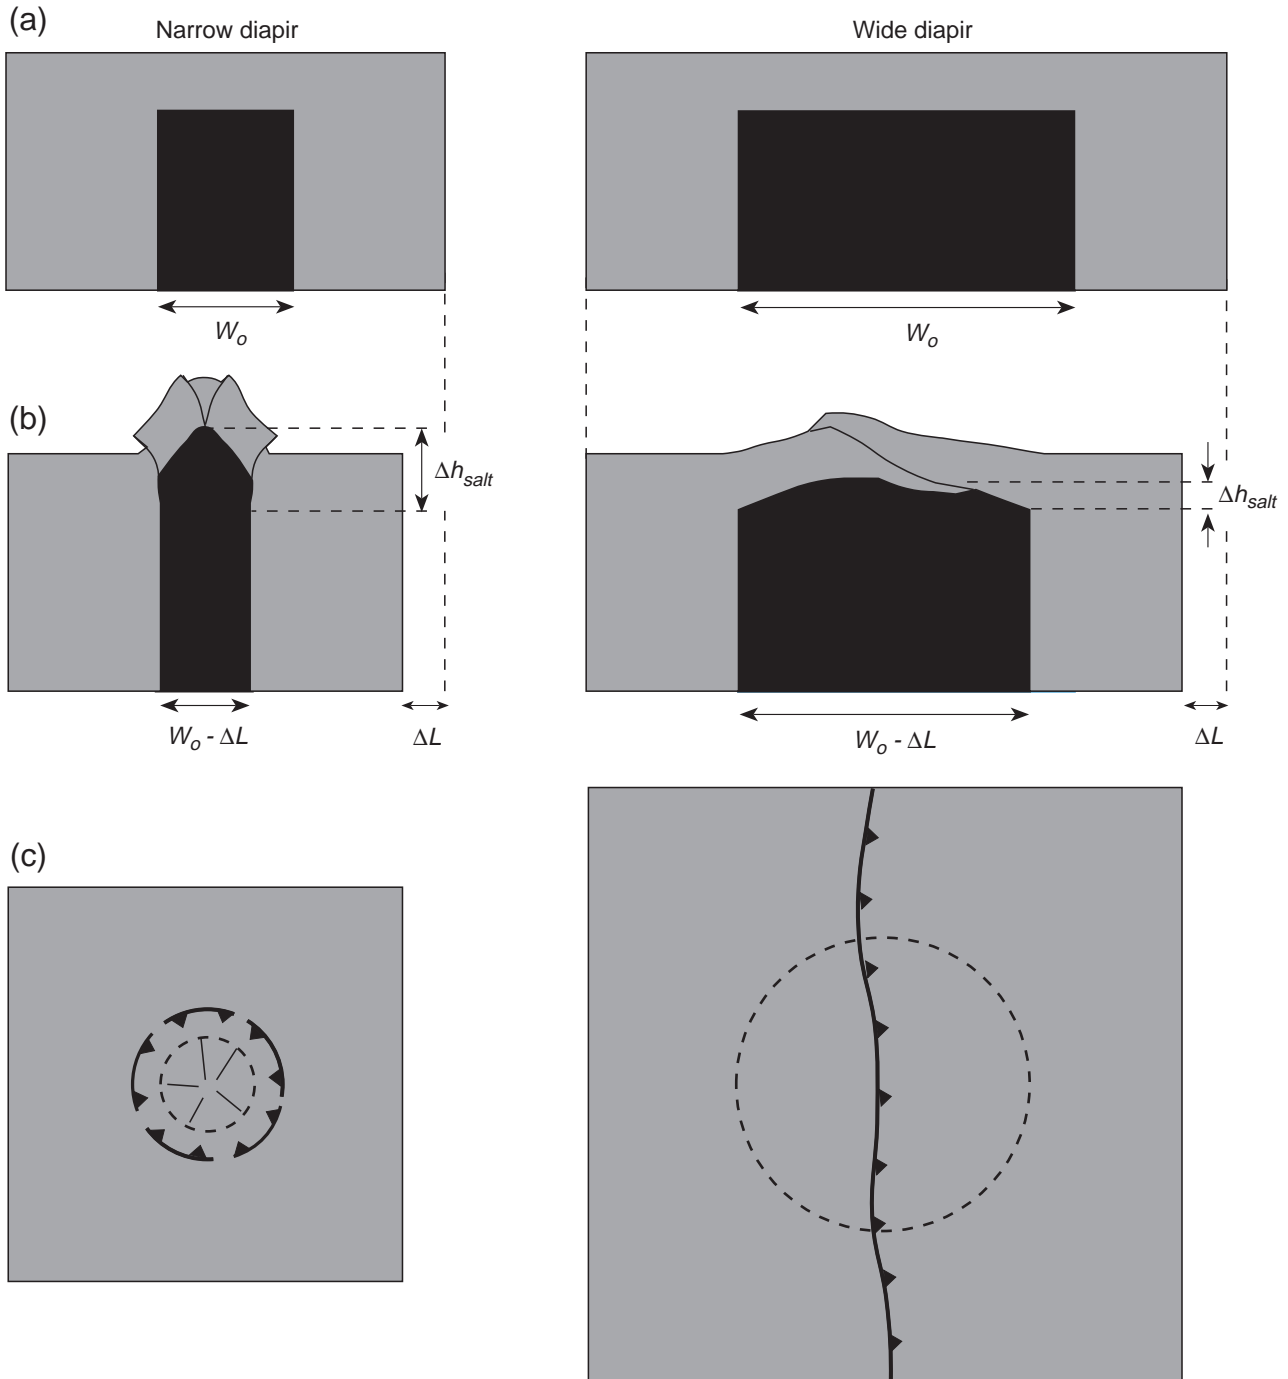 (a)
Narrow diapir
Wide diapir
Wo
Wo
(b)
Δhsalt
Δhsalt
Wo - ΔL
ΔL
Wo - ΔL
ΔL
(c)